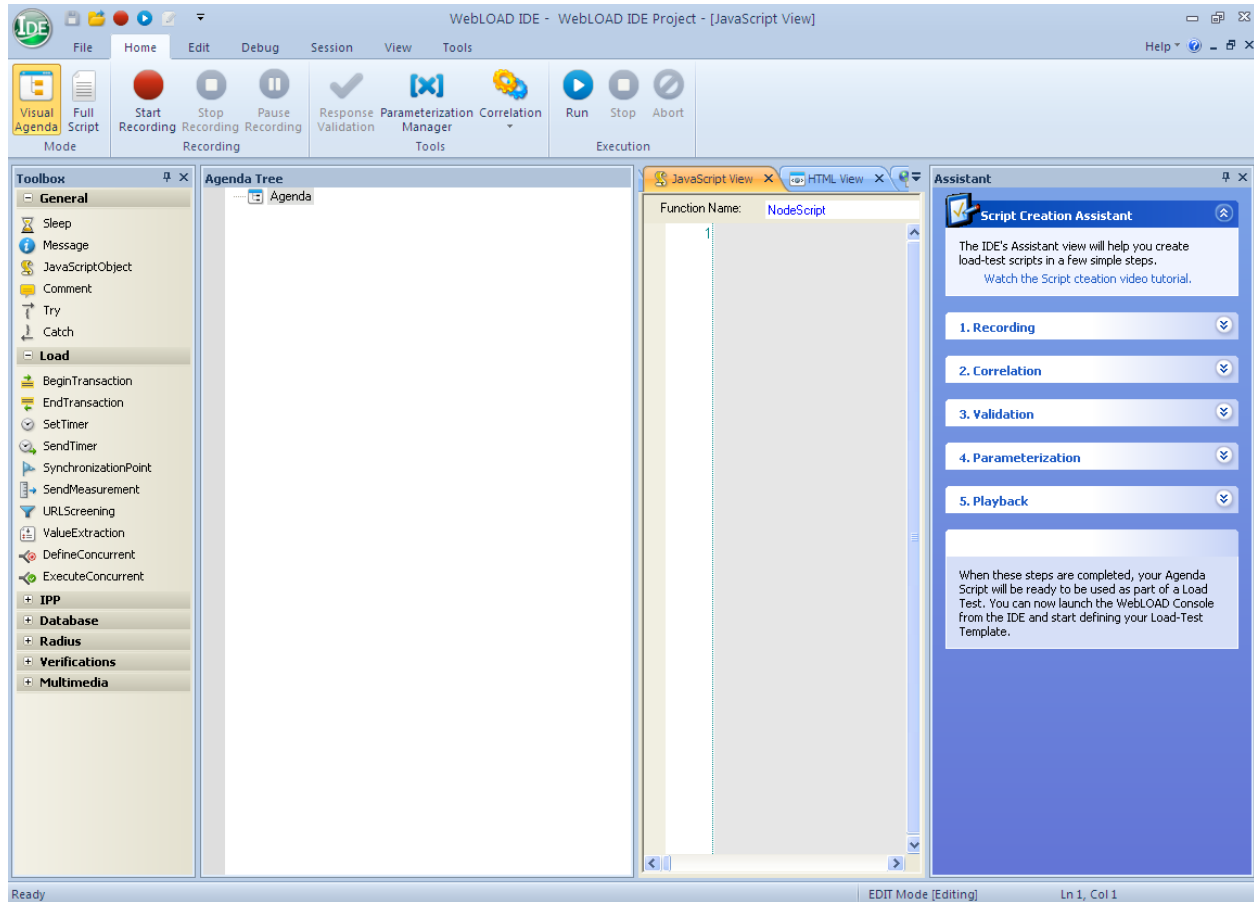 IDE
WebLOAD IDE - WebLOAD IDE Project - [JavaScript View]
File Home Edit Debug Session View Tools
Help
Visual Agenda
Full Script
Start Recording
Stop Recording
Pause Recording
Response Validation
Parameterization Manager
Correlation
Run
Stop
Abort
Mode
Recording
Tools
Execution
Toolbox
General
Sleep
Message
JavaScriptObject
Comment
Try
Catch
Load
BeginTransaction
EndTransaction
SetTimer
SendTimer
SynchronizationPoint
SendMeasurement
URLScreening
ValueExtraction
DefineConcurrent
ExecuteConcurrent
IPP
Database
Radius
Verifications
Multimedia
Agenda Tree
Agenda
JavaScript View
HTML View
Function Name: NodeScript
1
Assistant
Script Creation Assistant
The IDE's Assistant view will help you create
load-test scripts in a few simple steps.
Watch the Script cteation video tutorial.
1. Recording
2. Correlation
3. Validation
4. Parameterization
5. Playback
When these steps are completed, your Agenda
Script will be ready to be used as part of a Load
Test. You can now launch the WebLOAD Console
from the IDE and start defining your Load-Test
Template.
Ready
EDIT Mode [Editing]
Ln 1, Col 1